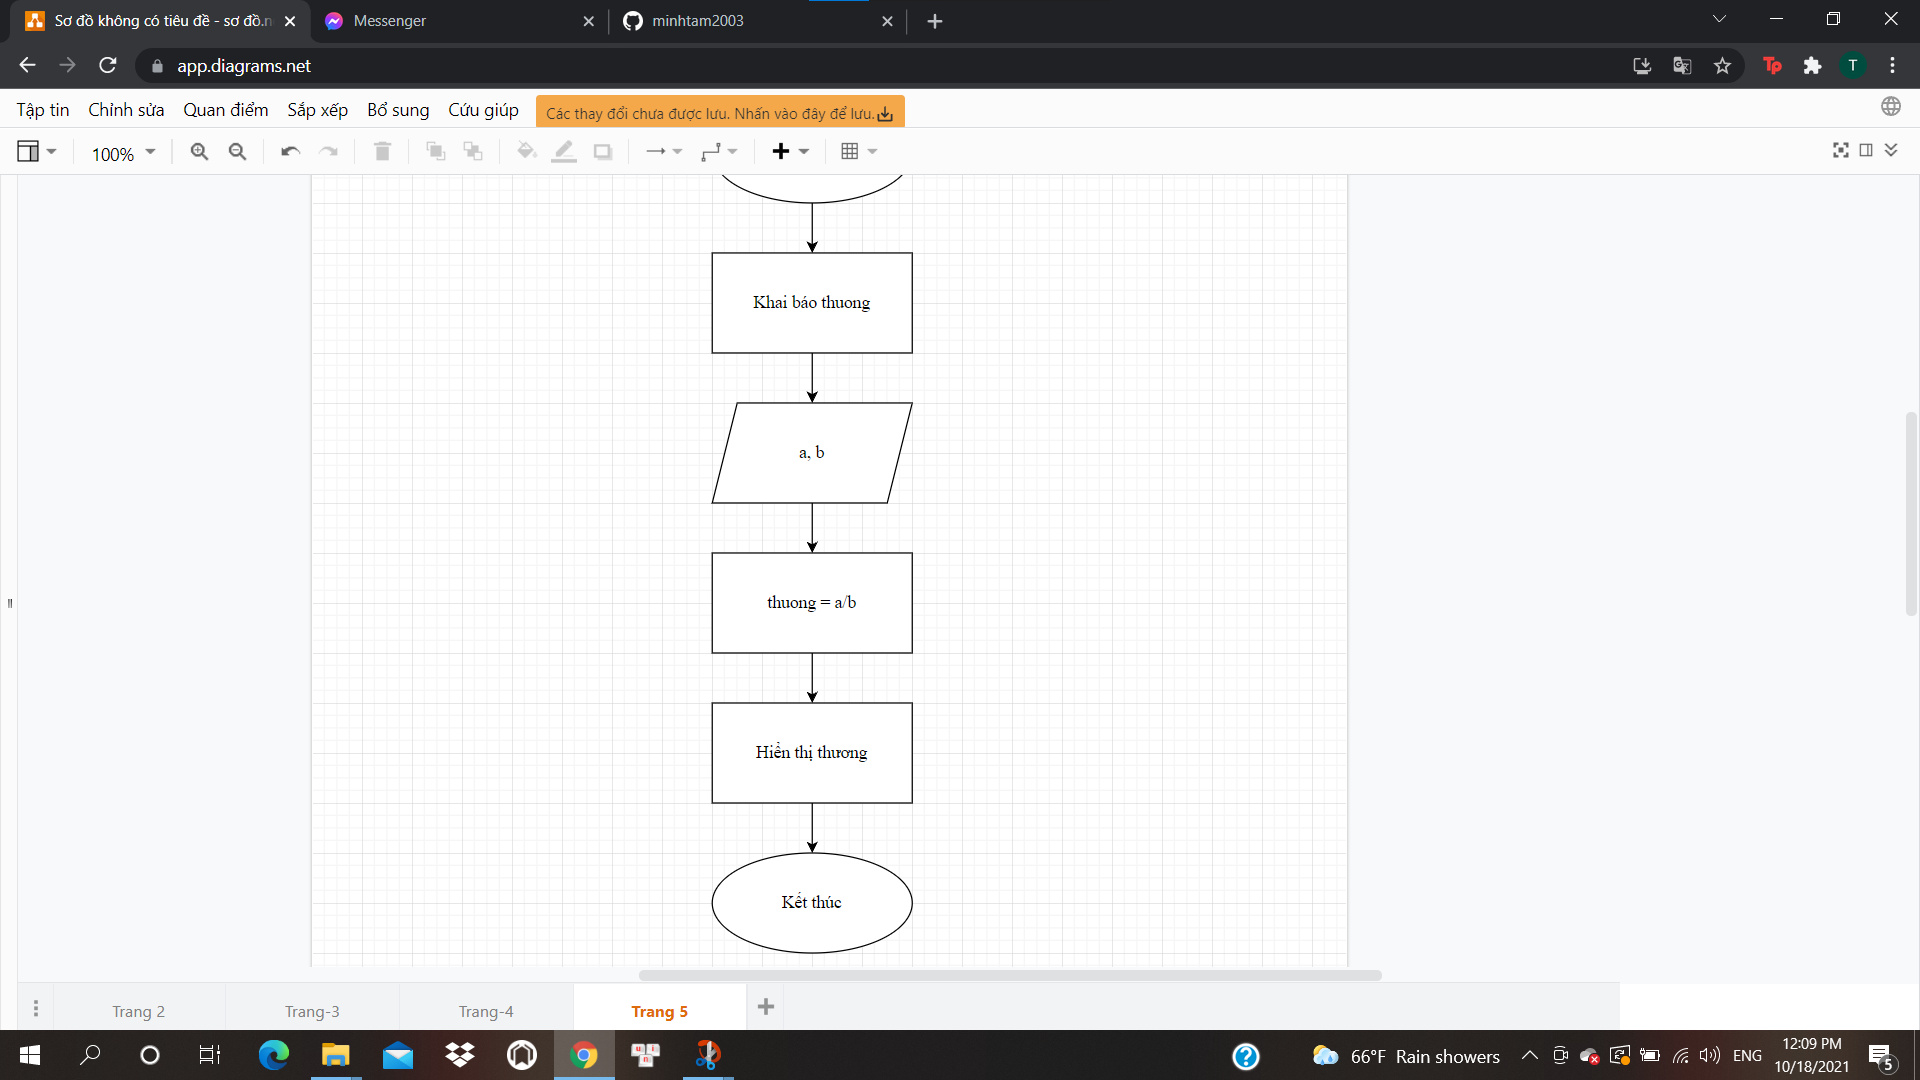 Sơ đồ không có tiêu đề - sơ đồ.n
Messenger
minhtam2003
app.diagrams.net
T
Tập tin Chỉnh sửa Quan điểm Sắp xếp Bổ sung Cứu giúp
Các thay đổi chưa được lưu. Nhấn vào đây để lưu.
100%
Khai báo thuong
a, b
thuong = a/b
Hiển thị thương
Kết thúc
Trang 2
Trang-3
Trang-4
Trang 5
66°F Rain showers
ENG
12:09 PM
10/18/2021
5